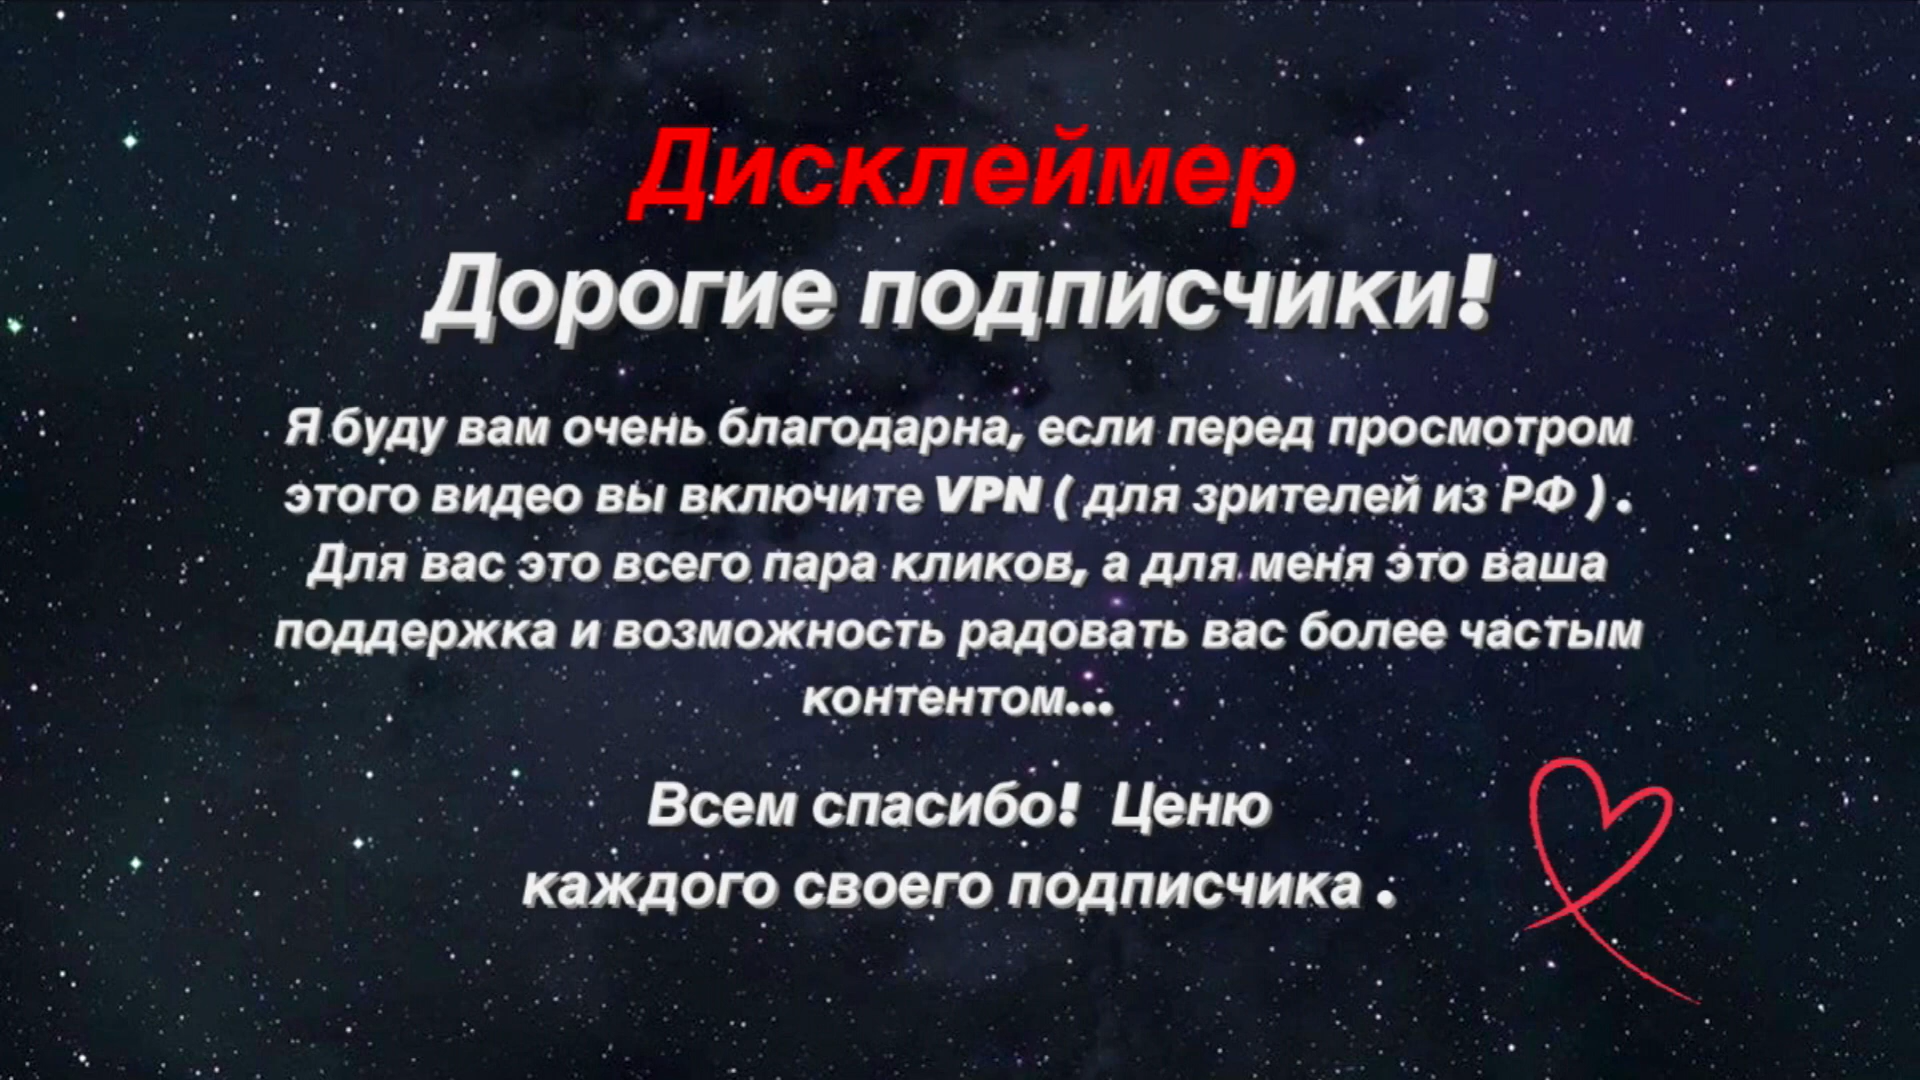 Дисклеймер
Дорогие подписчики!
Я буду вам очень благодарна, если перед просмотром
этого видео вы включите VPN ( для зрителей из РФ ) .
Для вас это всего пара кликов, а для меня это ваша
поддержка и возможность радовать вас более частым
контентом...
Всем спасибо! Ценю
каждого своего подписчика .